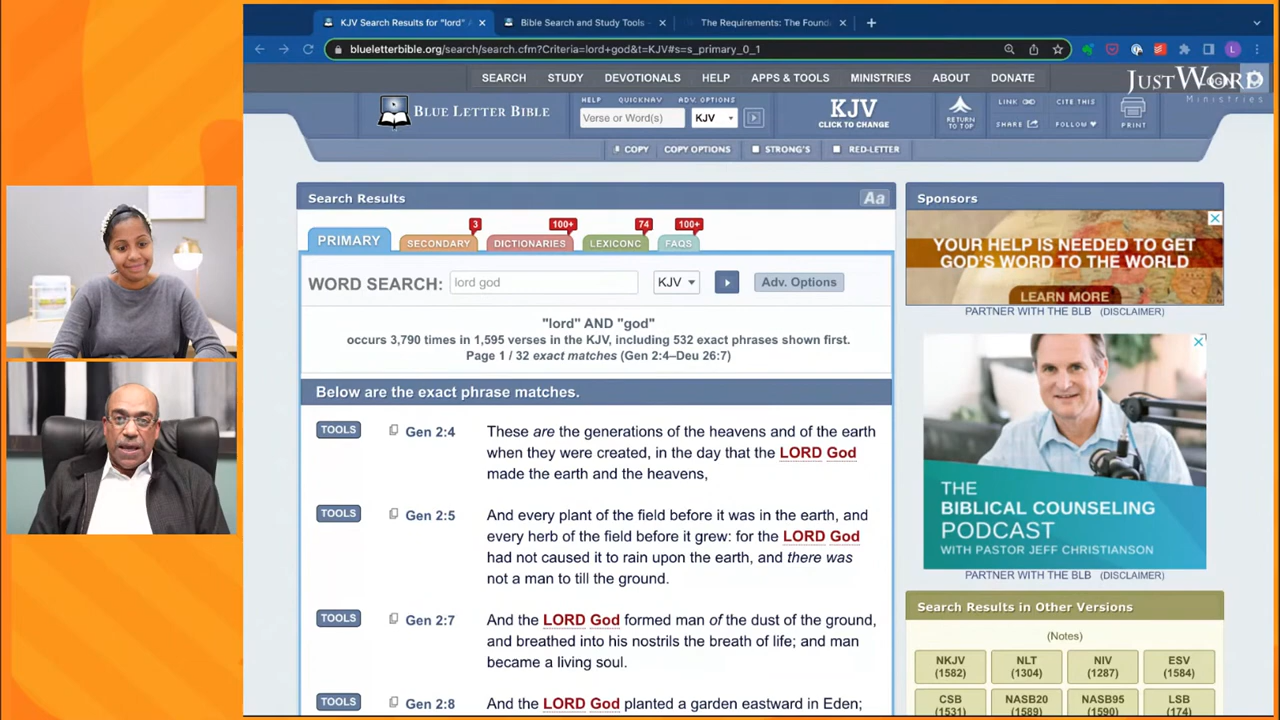 KJV Search Results for "lord" A
Bible Search and Study Tools -
The Requirements: The Found
blueletterbible.org/search/search.cfm?Criteria=lord+god&t=KJV#s=s_primary_0_1
L
SEARCH STUDY DEVOTIONALS HELP APPS & TOOLS MINISTRIES ABOUT DONATE
JUSTWORD
Ministries
BLUE LETTER BIBLE
HELP QUICKNAV ADV. OPTIONS
Verse or Word(s) KJV
KJV
CLICK TO CHANGE
RETURN
TO TOP
LINK CITE THIS
SHARE FOLLOW
PRINT
COPY COPY OPTIONS STRONG'S RED-LETTER
Search Results Aa
3 100+ 74 100+
PRIMARY SECONDARY DICTIONARIES LEXICONC FAQS
WORD SEARCH: lord god KJV Adv. Options
"lord" AND "god"
occurs 3,790 times in 1,595 verses in the KJV, including 532 exact phrases shown first.
Page 1 / 32 exact matches (Gen 2:4–Deu 26:7)
Below are the exact phrase matches.
TOOLS Gen 2:4 These are the generations of the heavens and of the earth
when they were created, in the day that the LORD God
made the earth and the heavens,
TOOLS Gen 2:5 And every plant of the field before it was in the earth, and
every herb of the field before it grew: for the LORD God
had not caused it to rain upon the earth, and there was
not a man to till the ground.
TOOLS Gen 2:7 And the LORD God formed man of the dust of the ground,
and breathed into his nostrils the breath of life; and man
became a living soul.
TOOLS Gen 2:8 And the LORD God planted a garden eastward in Eden;
Sponsors
YOUR HELP IS NEEDED TO GET
GOD'S WORD TO THE WORLD
LEARN MORE
PARTNER WITH THE BLB (DISCLAIMER)
THE
BIBLICAL COUNSELING
PODCAST
WITH PASTOR JEFF CHRISTIANSON
PARTNER WITH THE BLB (DISCLAIMER)
Search Results in Other Versions
(Notes)
NKJV NLT NIV ESV
(1582) (1304) (1287) (1584)
CSB NASB20 NASB95 LSB
(1531) (1589) (1590) (174)